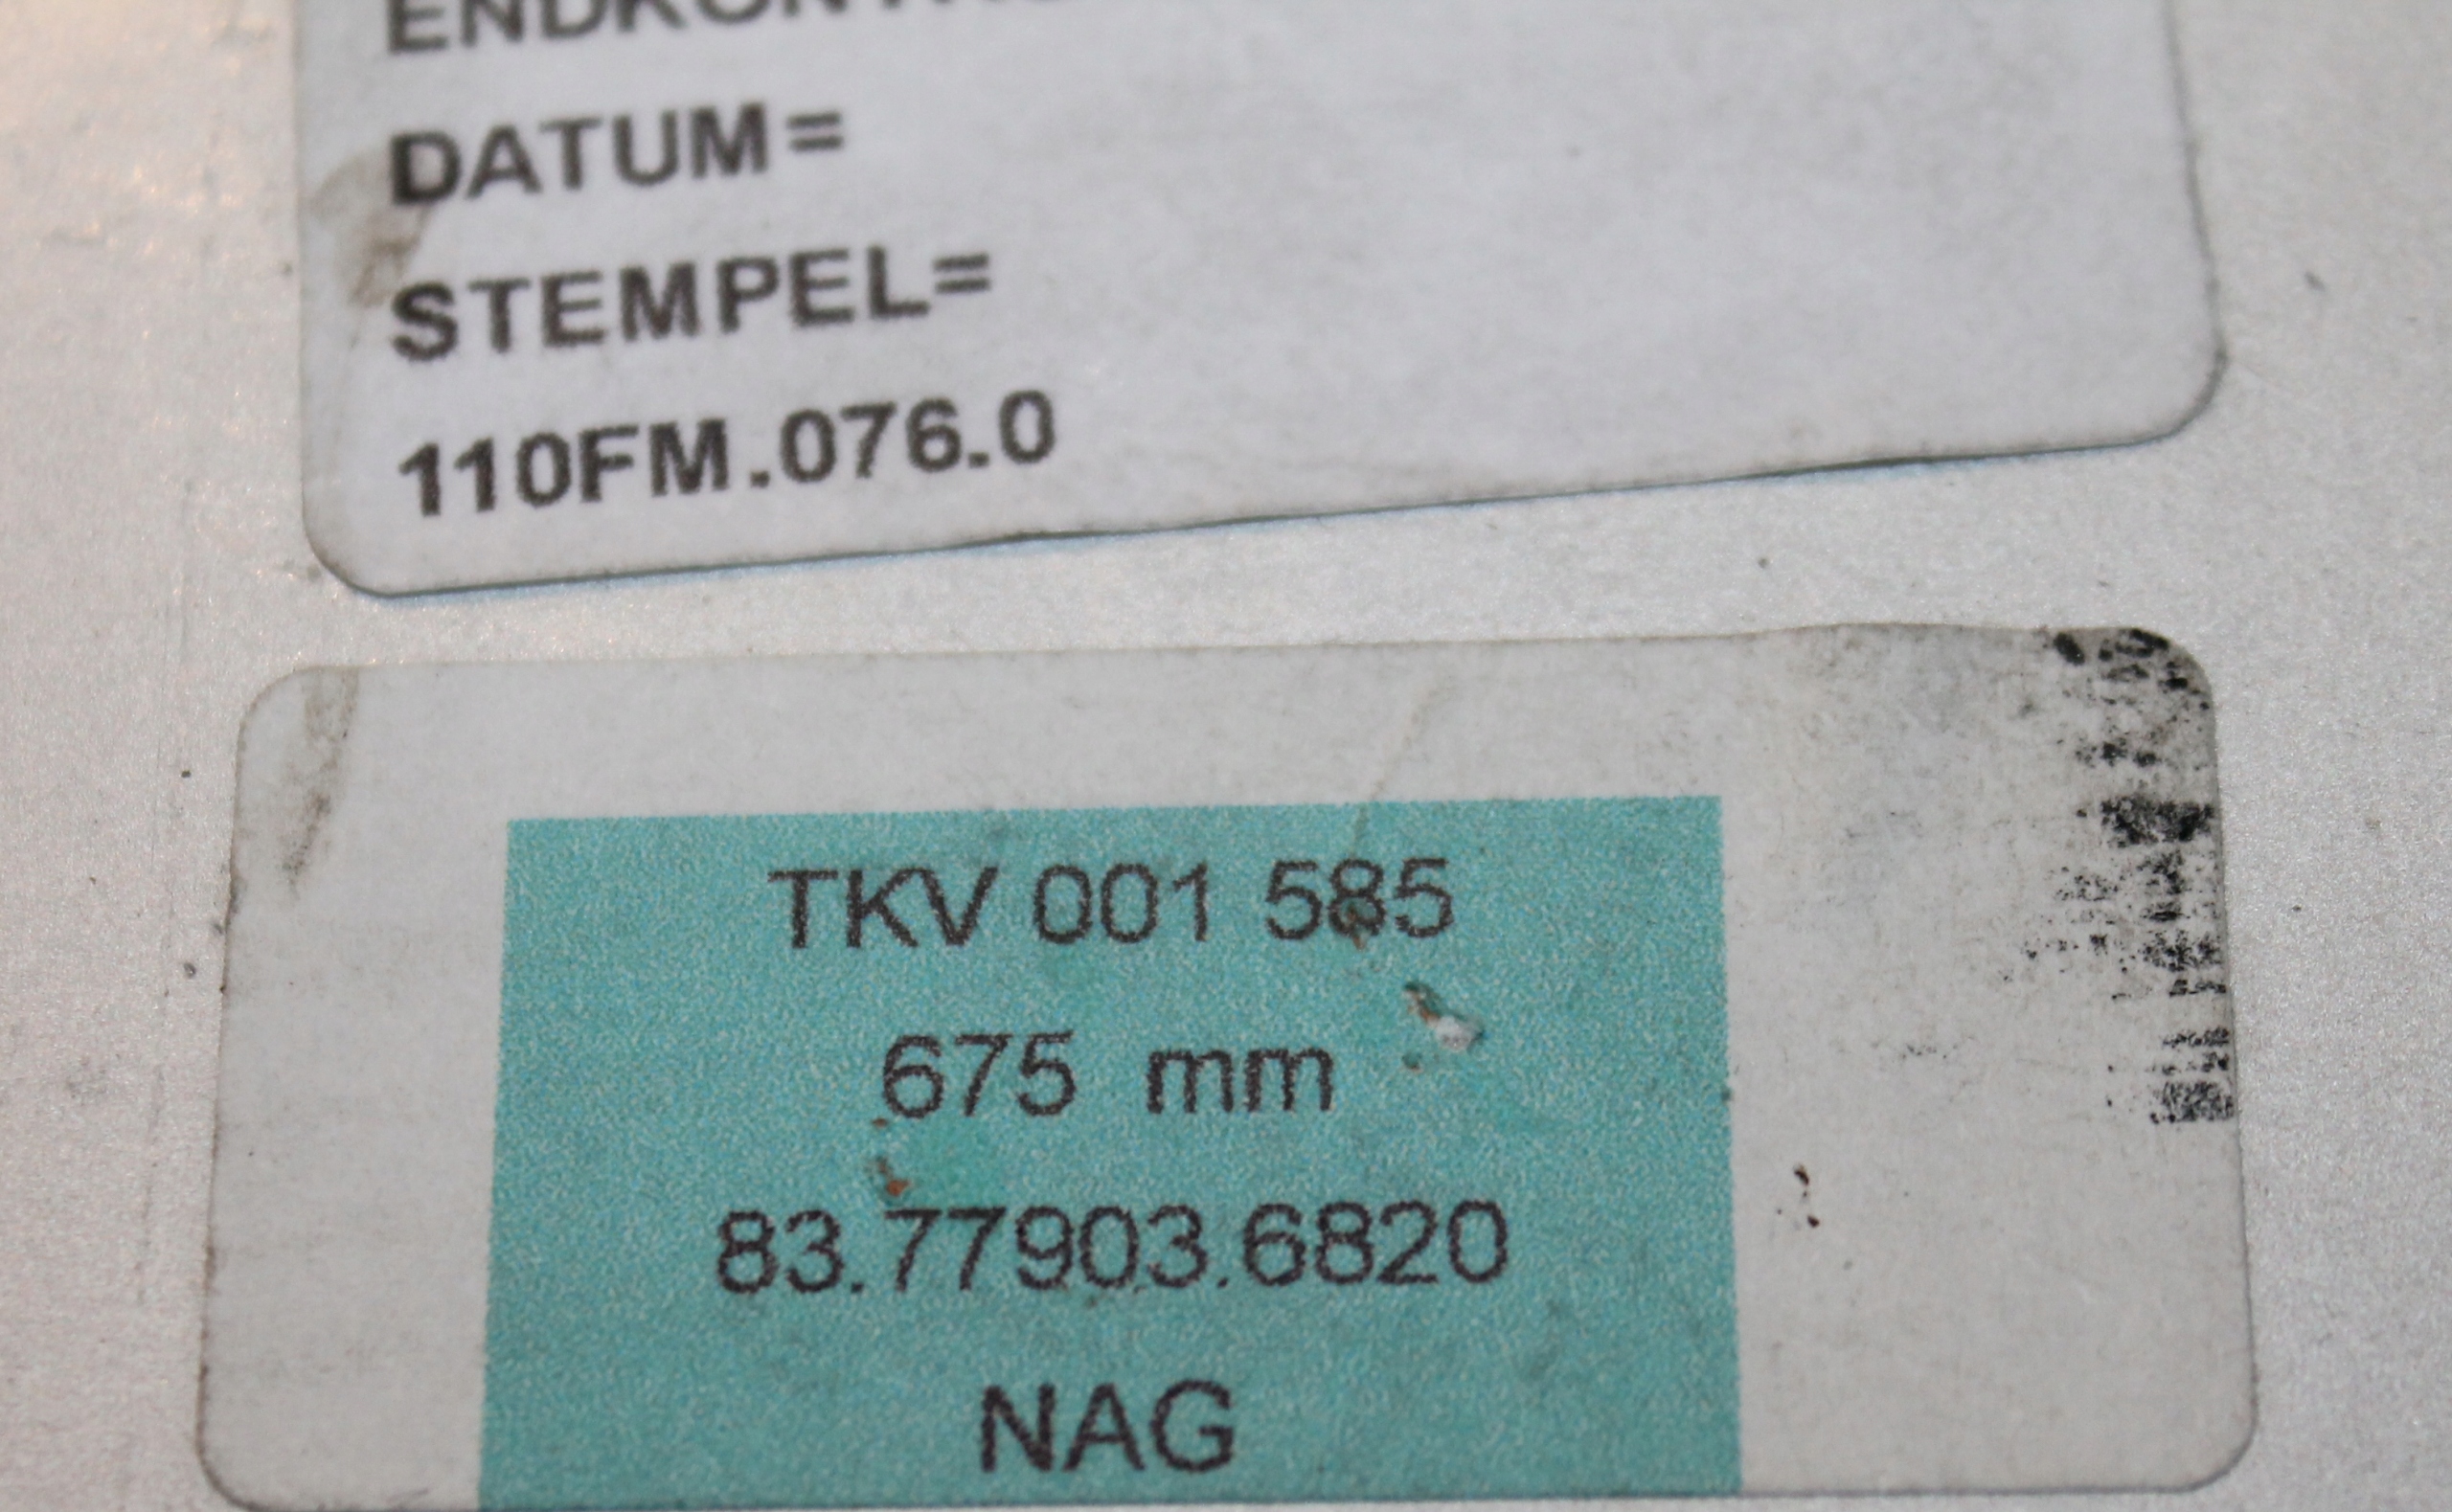 DATUM=
STEMPEL=
110FM.076.0
TKV 001 585
675 mm
83.77903.6820
NAG